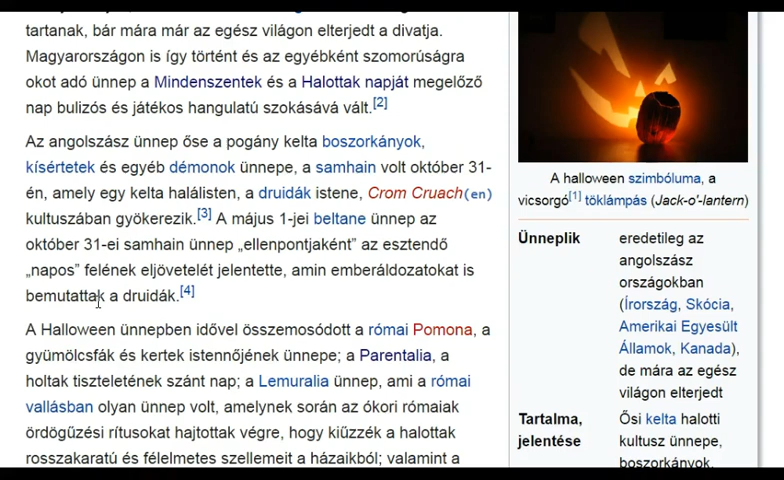 tartanak, bár mára már az egész világon elterjedt a divatja.
Magyarországon is így történt és az egyébként szomorúságra
okot adó ünnep a Mindenszentek és a Halottak napját megelőző
nap bulizós és játékos hangulatú szokásává vált.[2]
Az angolszász ünnep őse a pogány kelta boszorkányok,
kísértetek és egyéb démonok ünnepe, a samhain volt október 31-
én, amely egy kelta halálisten, a druidák istene, Crom Cruach(en)
kultuszában gyökerezik.[3] A május 1-jei beltane ünnep az
október 31-ei samhain ünnep „ellenpontjaként” az esztendő
„napos” felének eljövetelét jelentette, amin emberáldozatokat is
bemutattak a druidák.[4]
A Halloween ünnepben idővel összemosódott a római Pomona, a
gyümölcsfák és kertek istennőjének ünnepe; a Parentalia, a
holtak tiszteletének szánt nap; a Lemuralia ünnep, ami a római
vallásban olyan ünnep volt, amelynek során az ókori rómaiak
ördögűzési rítusokat hajtottak végre, hogy kiűzzék a halottak
rosszakaratú és félelmetes szellemeit a házaikból; valamint a
A halloween szimbóluma, a
vicsorgó[1] töklámpás (Jack-o'-lantern)
Ünneplik
eredetileg az
angolszász
országokban
(Írország, Skócia,
Amerikai Egyesült
Államok, Kanada),
de mára az egész
világon elterjedt
Tartalma,
jelentése
Ősi kelta halotti
kultusz ünnepe,
boszorkányok,